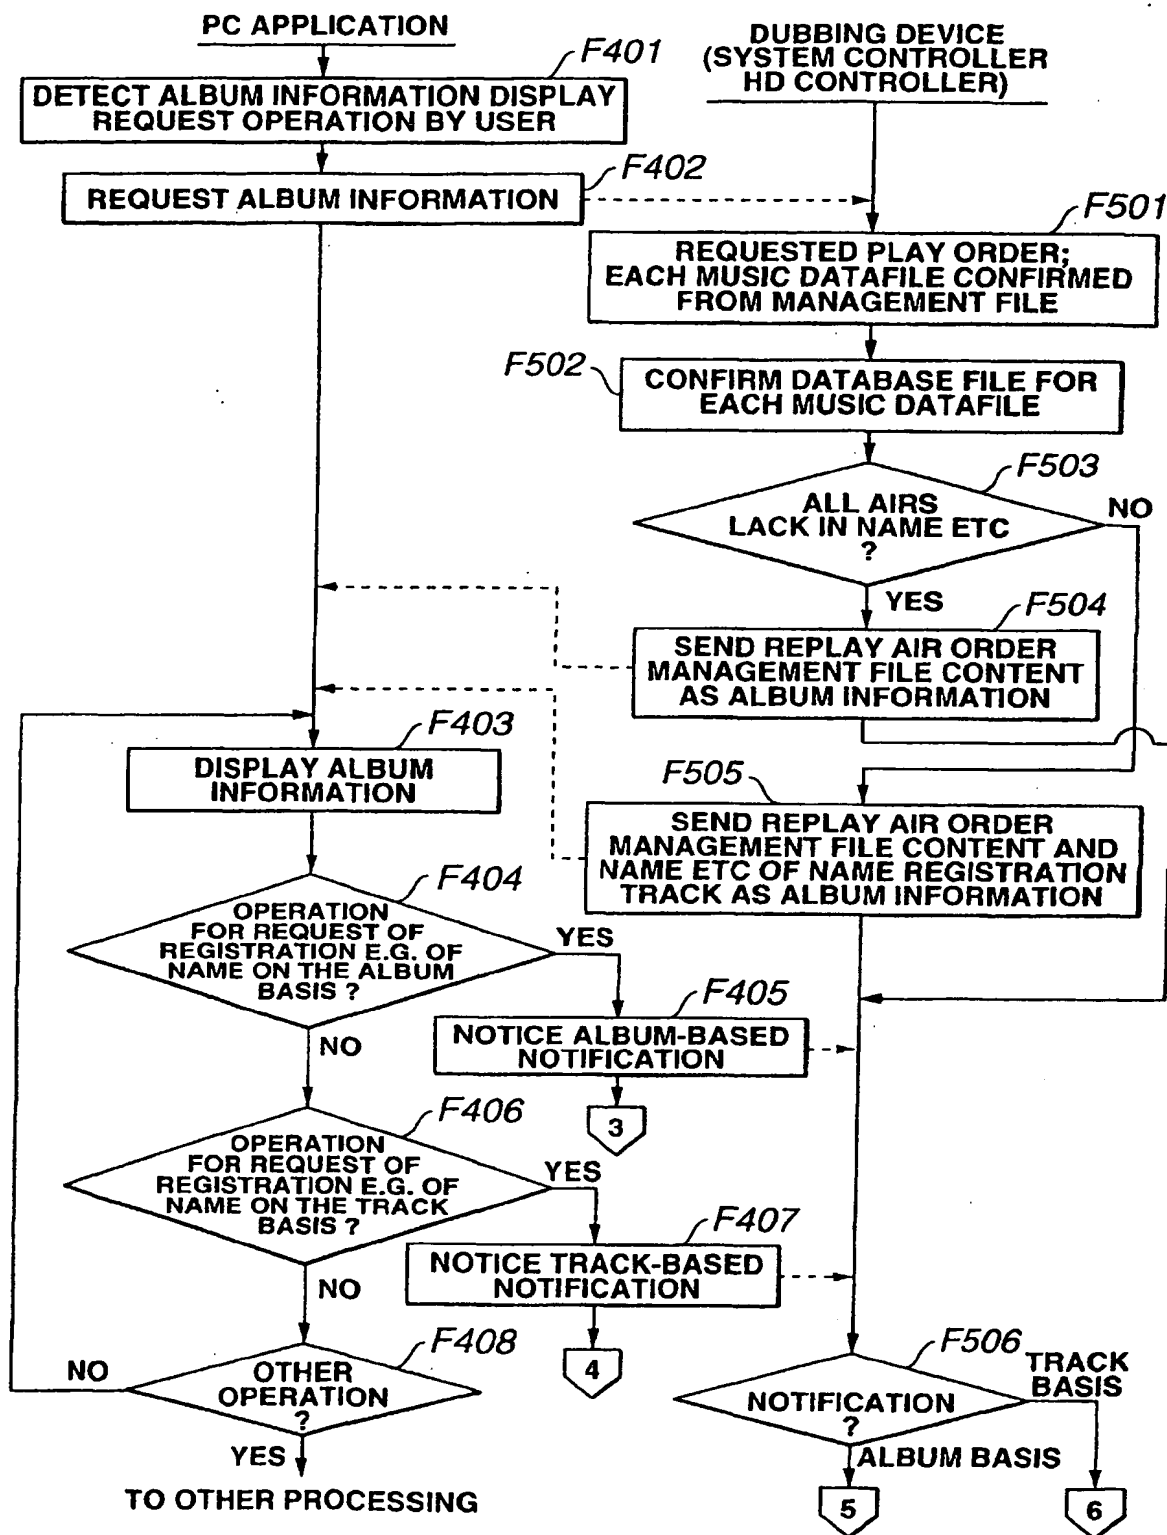 PC APPLICATION
F401
DETECT ALBUM INFORMATION DISPLAY
REQUEST OPERATION BY USER
F402
REQUEST ALBUM INFORMATION
DUBBING DEVICE
(SYSTEM CONTROLLER
HD CONTROLLER)
F501
REQUESTED PLAY ORDER;
EACH MUSIC DATAFILE CONFIRMED
FROM MANAGEMENT FILE
F502
CONFIRM DATABASE FILE FOR
EACH MUSIC DATAFILE
F503
ALL AIRS
LACK IN NAME ETC
?
NO
YES
F504
SEND REPLAY AIR ORDER
MANAGEMENT FILE CONTENT
AS ALBUM INFORMATION
F403
DISPLAY ALBUM
INFORMATION
F505
SEND REPLAY AIR ORDER
MANAGEMENT FILE CONTENT AND
NAME ETC OF NAME REGISTRATION
TRACK AS ALBUM INFORMATION
F404
OPERATION
FOR REQUEST OF
REGISTRATION E.G. OF
NAME ON THE ALBUM
BASIS ?
YES
NO
F405
NOTICE ALBUM-BASED
NOTIFICATION
3
F406
OPERATION
FOR REQUEST OF
REGISTRATION E.G. OF
NAME ON THE TRACK
BASIS ?
YES
NO
F407
NOTICE TRACK-BASED
NOTIFICATION
4
F408
OTHER
OPERATION
?
NO
YES
TO OTHER PROCESSING
F506
NOTIFICATION
?
TRACK
BASIS
ALBUM BASIS
5
6